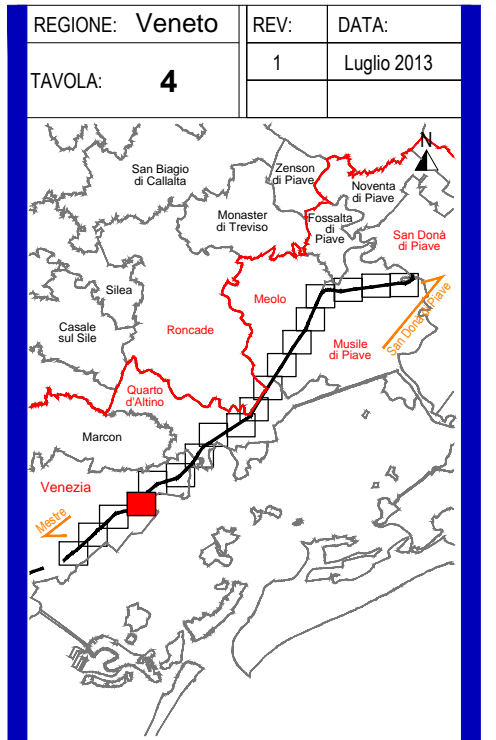 REGIONE: Veneto
REV:
DATA:
TAVOLA: 4
1
Luglio 2013
N
San Biagio
di Callalta
Zenson
di Piave
Noventa
di Piave
Monaster
di Treviso
Fossalta
di
Piave
San Donà
di Piave
Silea
Meolo
San Donà di Piave
Casale
sul Sile
Roncade
Musile
di Piave
Quarto
d'Altino
Marcon
Venezia
Mestre